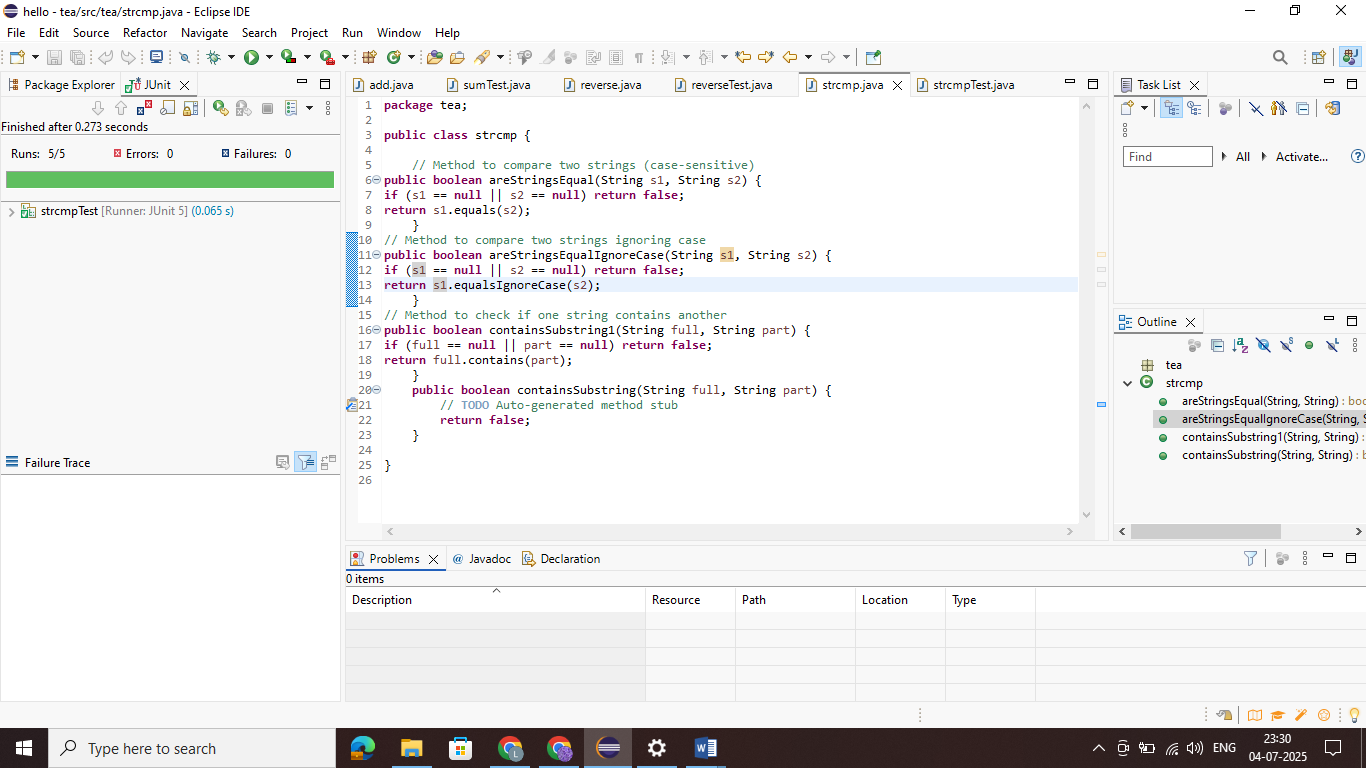 hello - tea/src/tea/strcmp.java - Eclipse IDE
File Edit Source Refactor Navigate Search Project Run Window Help
Package Explorer JUnit
Finished after 0.273 seconds
Runs: 5/5 Errors: 0 Failures: 0
strcmpTest [Runner: JUnit 5] (0.065 s)
Failure Trace
add.java sumTest.java reverse.java reverseTest.java strcmp.java strcmpTest.java
1 package tea;
2
3 public class strcmp {
4
5 // Method to compare two strings (case-sensitive)
6 public boolean areStringsEqual(String s1, String s2) {
7 if (s1 == null || s2 == null) return false;
8 return s1.equals(s2);
9 }
10 // Method to compare two strings ignoring case
11 public boolean areStringsEqualIgnoreCase(String s1, String s2) {
12 if (s1 == null || s2 == null) return false;
13 return s1.equalsIgnoreCase(s2);
14 }
15 // Method to check if one string contains another
16 public boolean containsSubstring1(String full, String part) {
17 if (full == null || part == null) return false;
18 return full.contains(part);
19 }
20 public boolean containsSubstring(String full, String part) {
21 // TODO Auto-generated method stub
22 return false;
23 }
24
25 }
26
Task List
Find All Activate...
Outline
tea
strcmp
areStringsEqual(String, String) : boo
areStringsEqualIgnoreCase(String, S
containsSubstring1(String, String) :
containsSubstring(String, String) : b
Problems @ Javadoc Declaration
0 items
Description Resource Path Location Type
Type here to search
ENG
23:30
04-07-2025